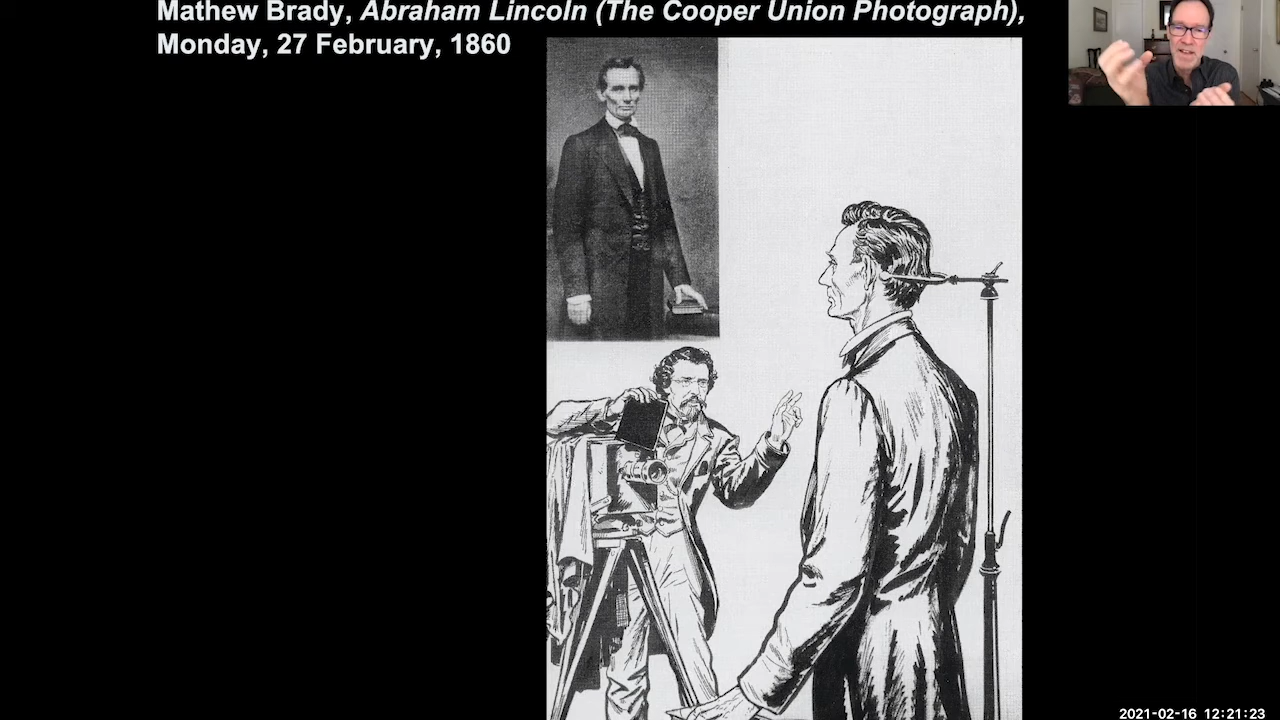 Mathew Brady, Abraham Lincoln (The Cooper Union Photograph),
Monday, 27 February, 1860
2021-02-16 12:21:23